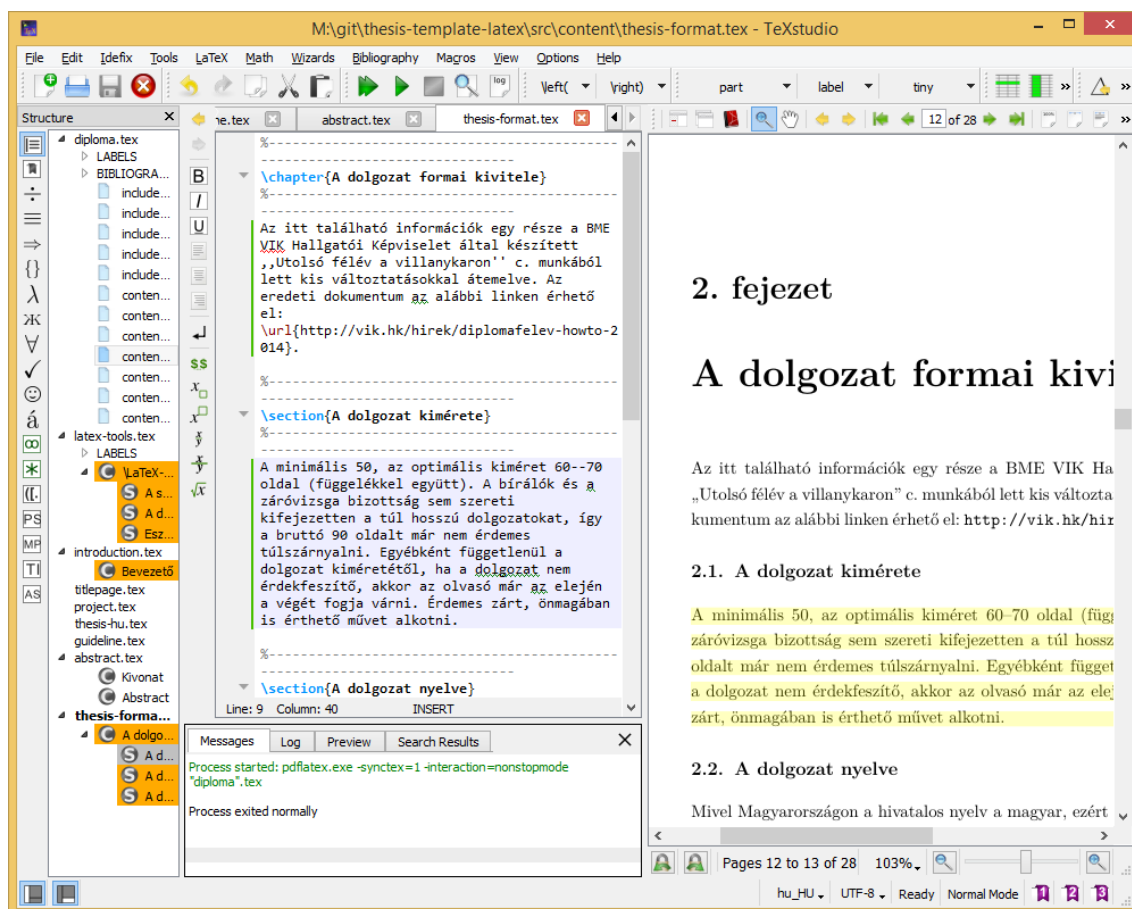 M:\git\thesis-template-latex\src\content\thesis-format.tex - TeXstudio
File Edit Idefix Tools LaTeX Math Wizards Bibliography Macros View Options Help
log \left( \right) part label tiny
Structure
ne.tex abstract.tex thesis-format.tex
12 of 28
diploma.tex
LABELS
BIBLIOGRA...
include...
include...
include...
include...
include...
conten...
conten...
conten...
conten...
conten...
conten...
conten...
latex-tools.tex
LABELS
\LaTeX-...
A s...
A d...
Esz...
introduction.tex
Bevezető
titlepage.tex
project.tex
thesis-hu.tex
guideline.tex
abstract.tex
Kivonat
Abstract
thesis-forma...
A dolgo...
A d...
A d...
A d...
PS
MP
TI
AS
B
I
U
$$
%------------------------------------------------
----------------------------------
\chapter{A dolgozat formai kivitele}
%------------------------------------------------
----------------------------------
Az itt található információk egy része a BME
VIK Hallgatói Képviselet által készített
,,Utolsó félév a villanykaron'' c. munkából
lett kis változtatásokkal átemelve. Az
eredeti dokumentum az alábbi linken érhető
el:
\url{http://vik.hk/hirek/diplomafelev-howto-2
014}.
%------------------------------------------------
----------------------------------
\section{A dolgozat kimérete}
%------------------------------------------------
----------------------------------
A minimális 50, az optimális kiméret 60--70
oldal (függelékkel együtt). A bírálók és a
záróvizsga bizottság sem szereti
kifejezetten a túl hosszú dolgozatokat, így
a bruttó 90 oldalt már nem érdemes
túlszárnyalni. Egyébként függetlenül a
dolgozat kiméretétől, ha a dolgozat nem
érdekfeszítő, akkor az olvasó már az elején
a végét fogja várni. Érdemes zárt, önmagában
is érthető művet alkotni.
%------------------------------------------------
----------------------------------
\section{A dolgozat nyelve}
Line: 9 Column: 40 INSERT
Messages Log Preview Search Results
Process started: pdflatex.exe -synctex=1 -interaction=nonstopmode
"diploma".tex
Process exited normally
2. fejezet
A dolgozat formai kivi
Az itt található információk egy része a BME VIK Ha
„Utolsó félév a villanykaron” c. munkából lett kis változta
kumentum az alábbi linken érhető el: http://vik.hk/hir
2.1. A dolgozat kimérete
A minimális 50, az optimális kiméret 60–70 oldal (függ
záróvizsga bizottság sem szereti kifejezetten a túl hossz
oldalt már nem érdemes túlszárnyalni. Egyébként függet
a dolgozat nem érdekfeszítő, akkor az olvasó már az elej
zárt, önmagában is érthető művet alkotni.
2.2. A dolgozat nyelve
Mivel Magyarországon a hivatalos nyelv a magyar, ezért
Pages 12 to 13 of 28 103%
hu_HU UTF-8 Ready Normal Mode 1 2 3